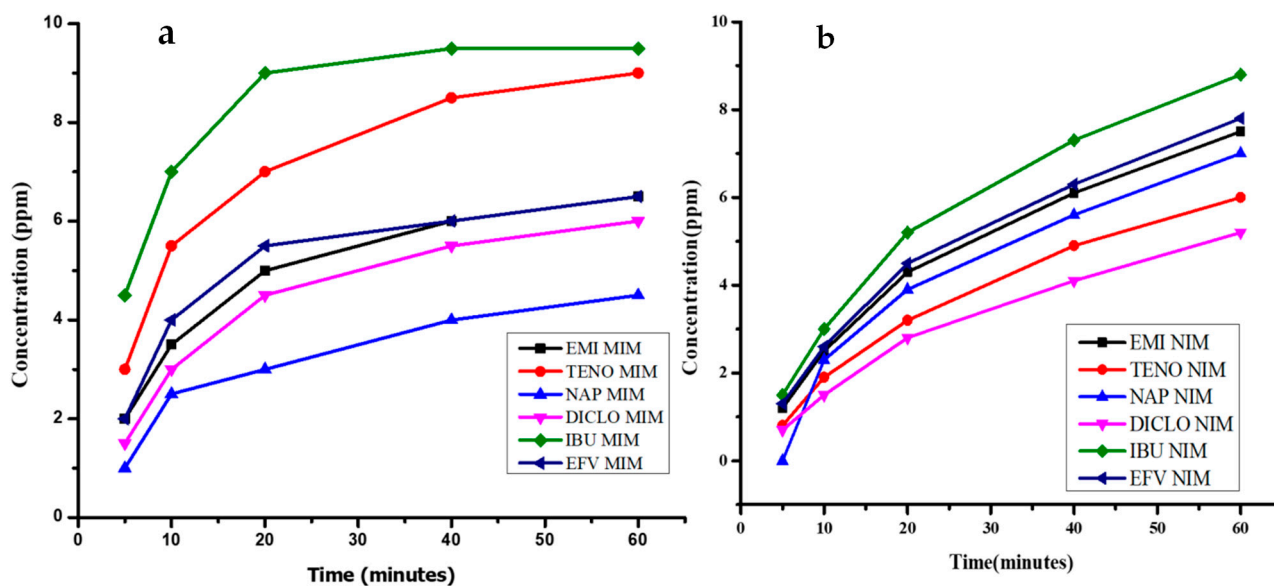 a
10
8
6
4
2
0
Concentration (ppm)
0
10
20
30
40
50
60
Time (minutes)
EMI MIM
TENO MIM
NAP MIM
DICLO MIM
IBU MIM
EFV MIM
b
10
8
6
4
2
0
Concentration(ppm)
0
10
20
30
40
50
60
Time(minutes)
EMI NIM
TENO NIM
NAP NIM
DICLO NIM
IBU NIM
EFV NIM